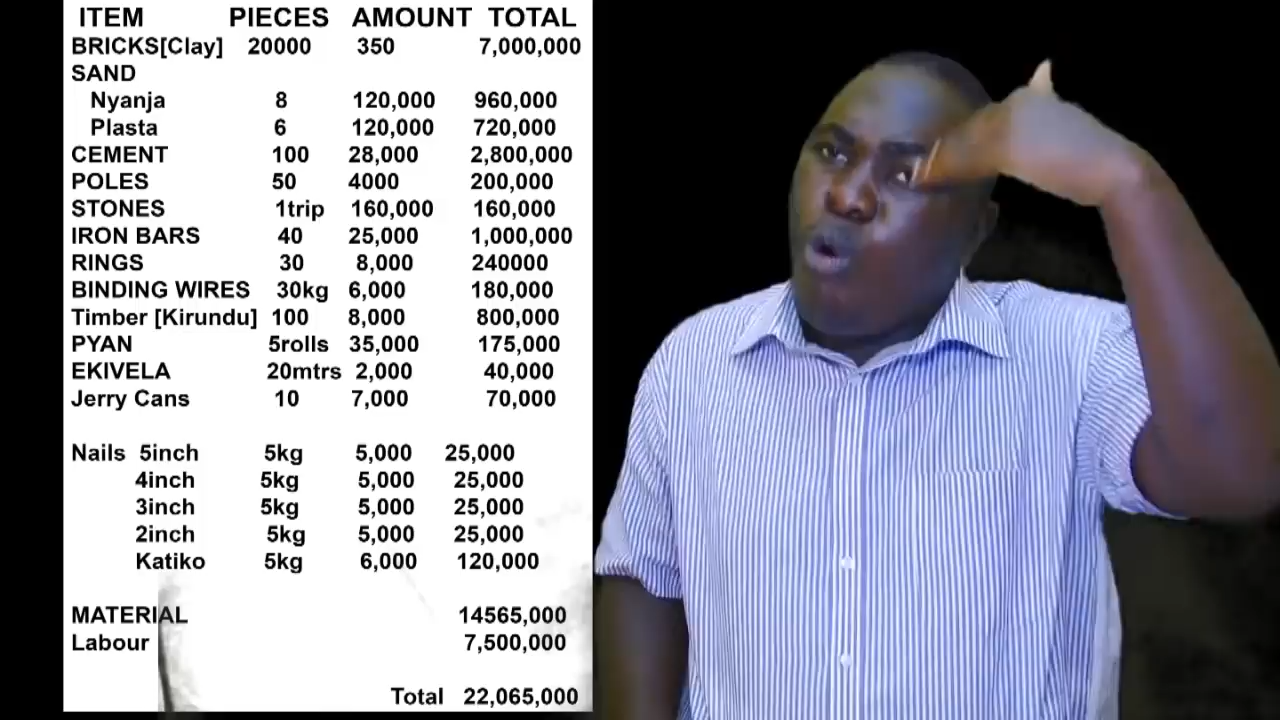 ITEM PIECES AMOUNT TOTAL
BRICKS[Clay] 20000 350 7,000,000
SAND
Nyanja 8 120,000 960,000
Plasta 6 120,000 720,000
CEMENT 100 28,000 2,800,000
POLES 50 4000 200,000
STONES 1trip 160,000 160,000
IRON BARS 40 25,000 1,000,000
RINGS 30 8,000 240000
BINDING WIRES 30kg 6,000 180,000
Timber [Kirundu] 100 8,000 800,000
PYAN 5rolls 35,000 175,000
EKIVELA 20mtrs 2,000 40,000
Jerry Cans 10 7,000 70,000
Nails 5inch 5kg 5,000 25,000
4inch 5kg 5,000 25,000
3inch 5kg 5,000 25,000
2inch 5kg 5,000 25,000
Katiko 5kg 6,000 120,000
MATERIAL 14565,000
Labour 7,500,000
Total 22,065,000